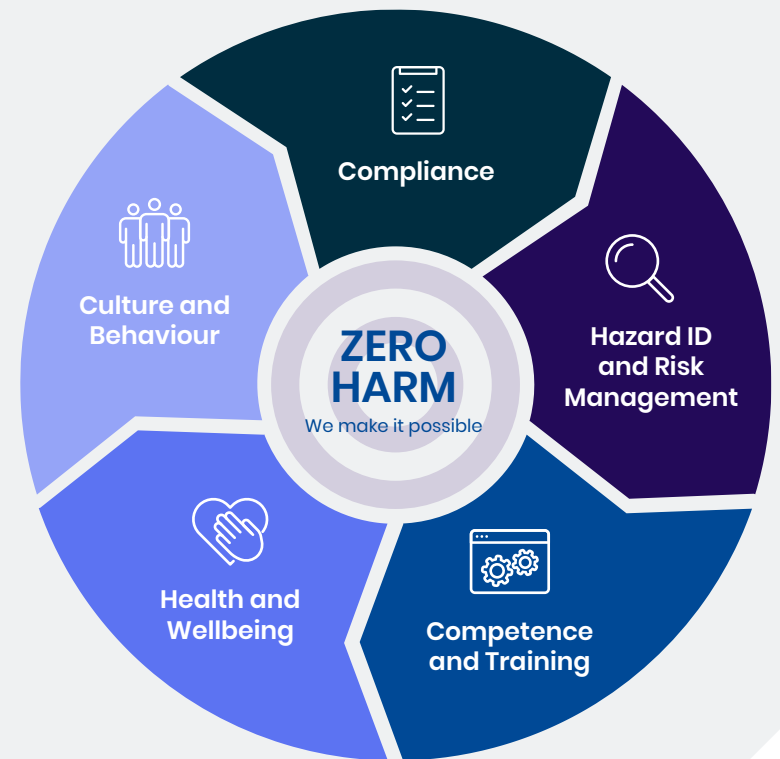 Compliance
Hazard ID
and Risk
Management
Competence
and Training
Health and
Wellbeing
Culture and
Behaviour
ZERO
HARM
We make it possible